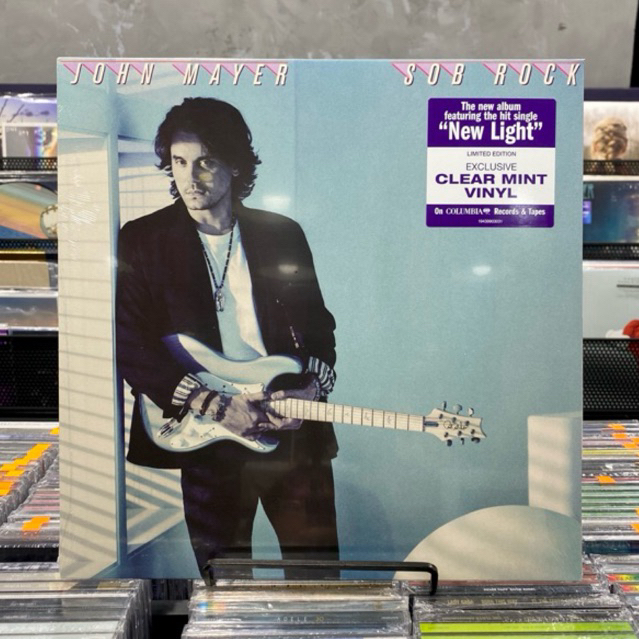 JOHN MAYER
SOB ROCK
The new album
featuring the hit single
"New Light"
LIMITED EDITION
EXCLUSIVE
CLEAR MINT
VINYL
On COLUMBIA Records & Tapes